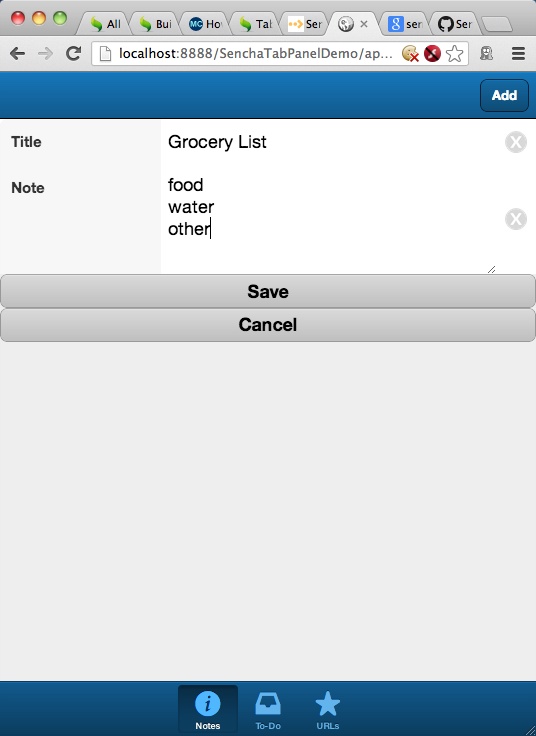 All
Bui
MC
Ho
Tal
Ser
g
ser
Ser
localhost:8888/SenchaTabPanelDemo/ap...
Add
Title
Grocery List
X
Note
food
water
other
X
Save
Cancel
i
Notes
To-Do
URLs